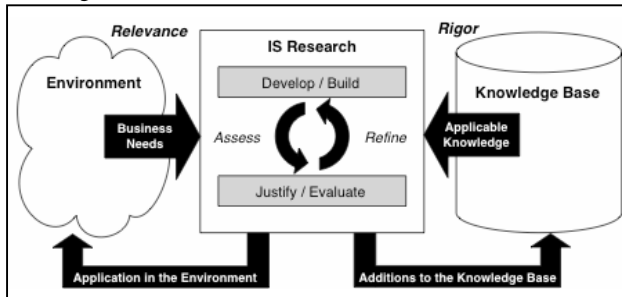 Relevance
Rigor
IS Research
Environment
Develop / Build
Knowledge Base
Business
Needs
Assess
Refine
Applicable
Knowledge
Justify / Evaluate
Application in the Environment
Additions to the Knowledge Base